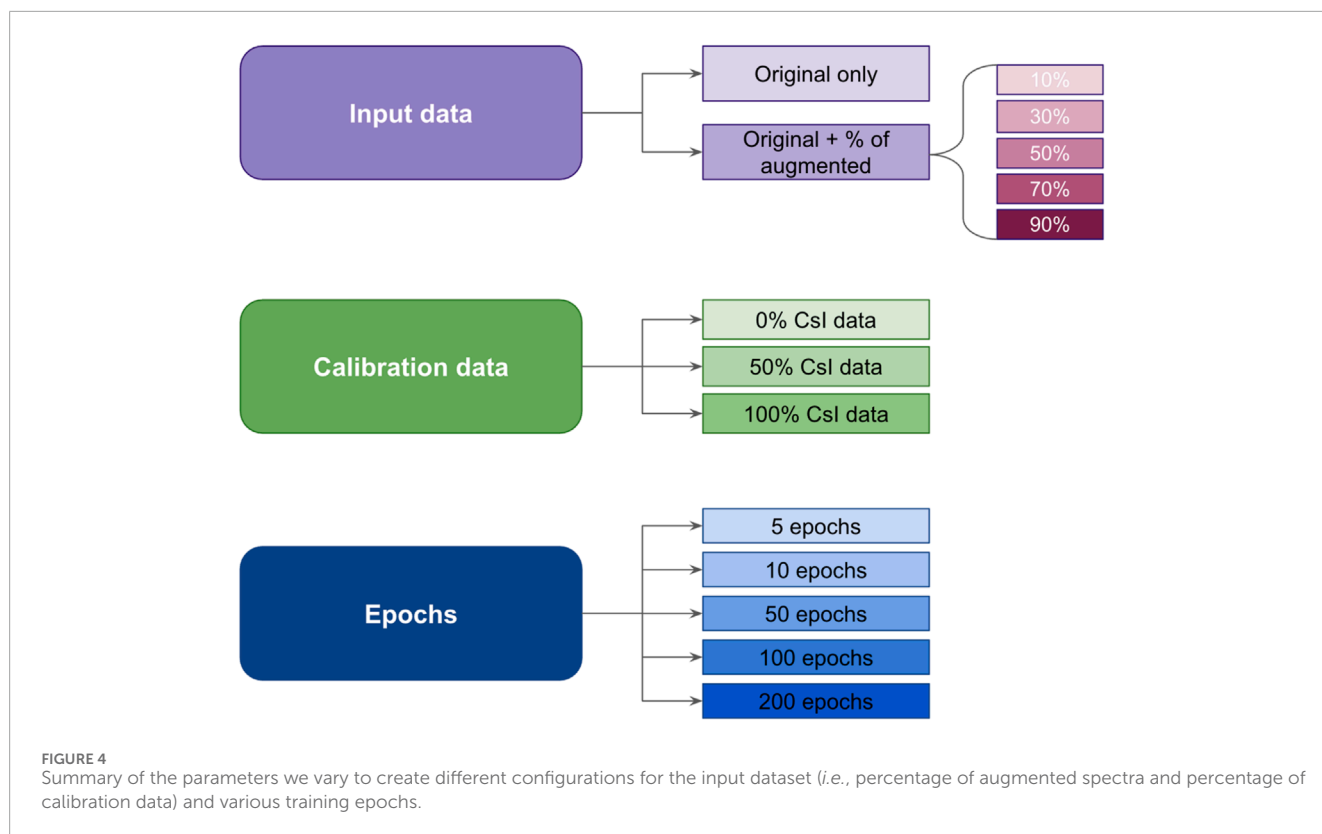 Input data
Original only
Original + % of
augmented
10%
30%
50%
70%
90%
Calibration data
0% CsI data
50% CsI data
100% CsI data
Epochs
5 epochs
10 epochs
50 epochs
100 epochs
200 epochs
FIGURE 4
Summary of the parameters we vary to create different configurations for the input dataset (i.e., percentage of augmented spectra and percentage of
calibration data) and various training epochs.